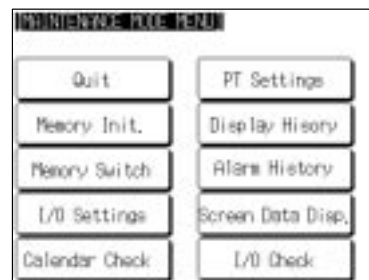 [MAINTENANCE MODE MENU]
Quit
PT Settings
Memory Init.
Display Hisory
Memory Switch
Alarm History
I/O Settings
Screen Data Disp.
Calendar Check
I/O Check